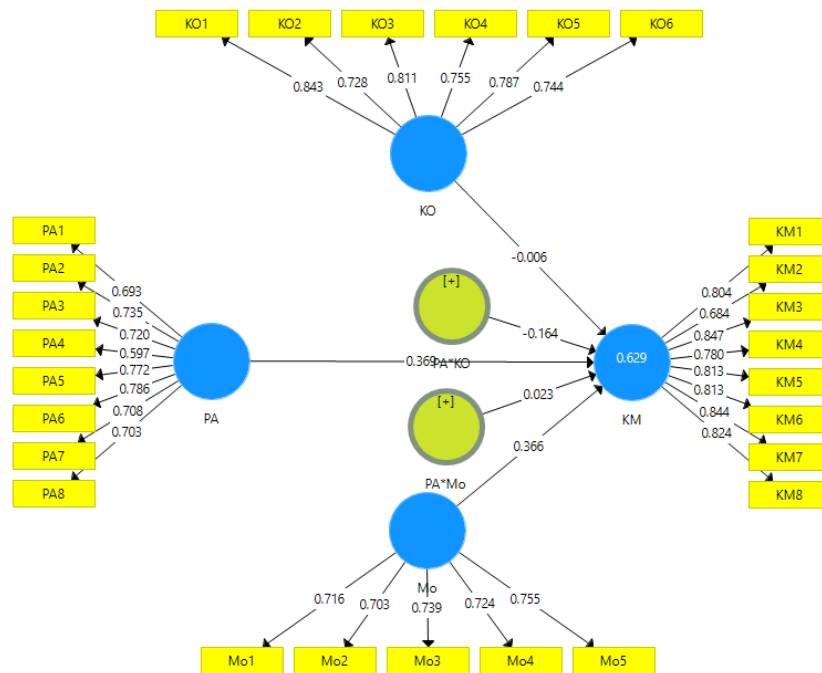 KO1 KO2 KO3 KO4 KO5 KO6
0.843 0.728 0.811 0.755 0.787 0.744
KO
PA1
PA2
PA3
PA4
PA5
PA6
PA7
PA8
0.693
0.735
0.720
0.597
0.772
0.786
0.708
0.703
PA
-0.006
[+]
-0.164
PA*KO
0.369
[+]
0.023
PA*Mo
0.366
0.629
KM
0.804
0.684
0.847
0.780
0.813
0.813
0.844
0.824
KM1
KM2
KM3
KM4
KM5
KM6
KM7
KM8
Mo
0.716 0.703 0.739 0.724 0.755
Mo1 Mo2 Mo3 Mo4 Mo5